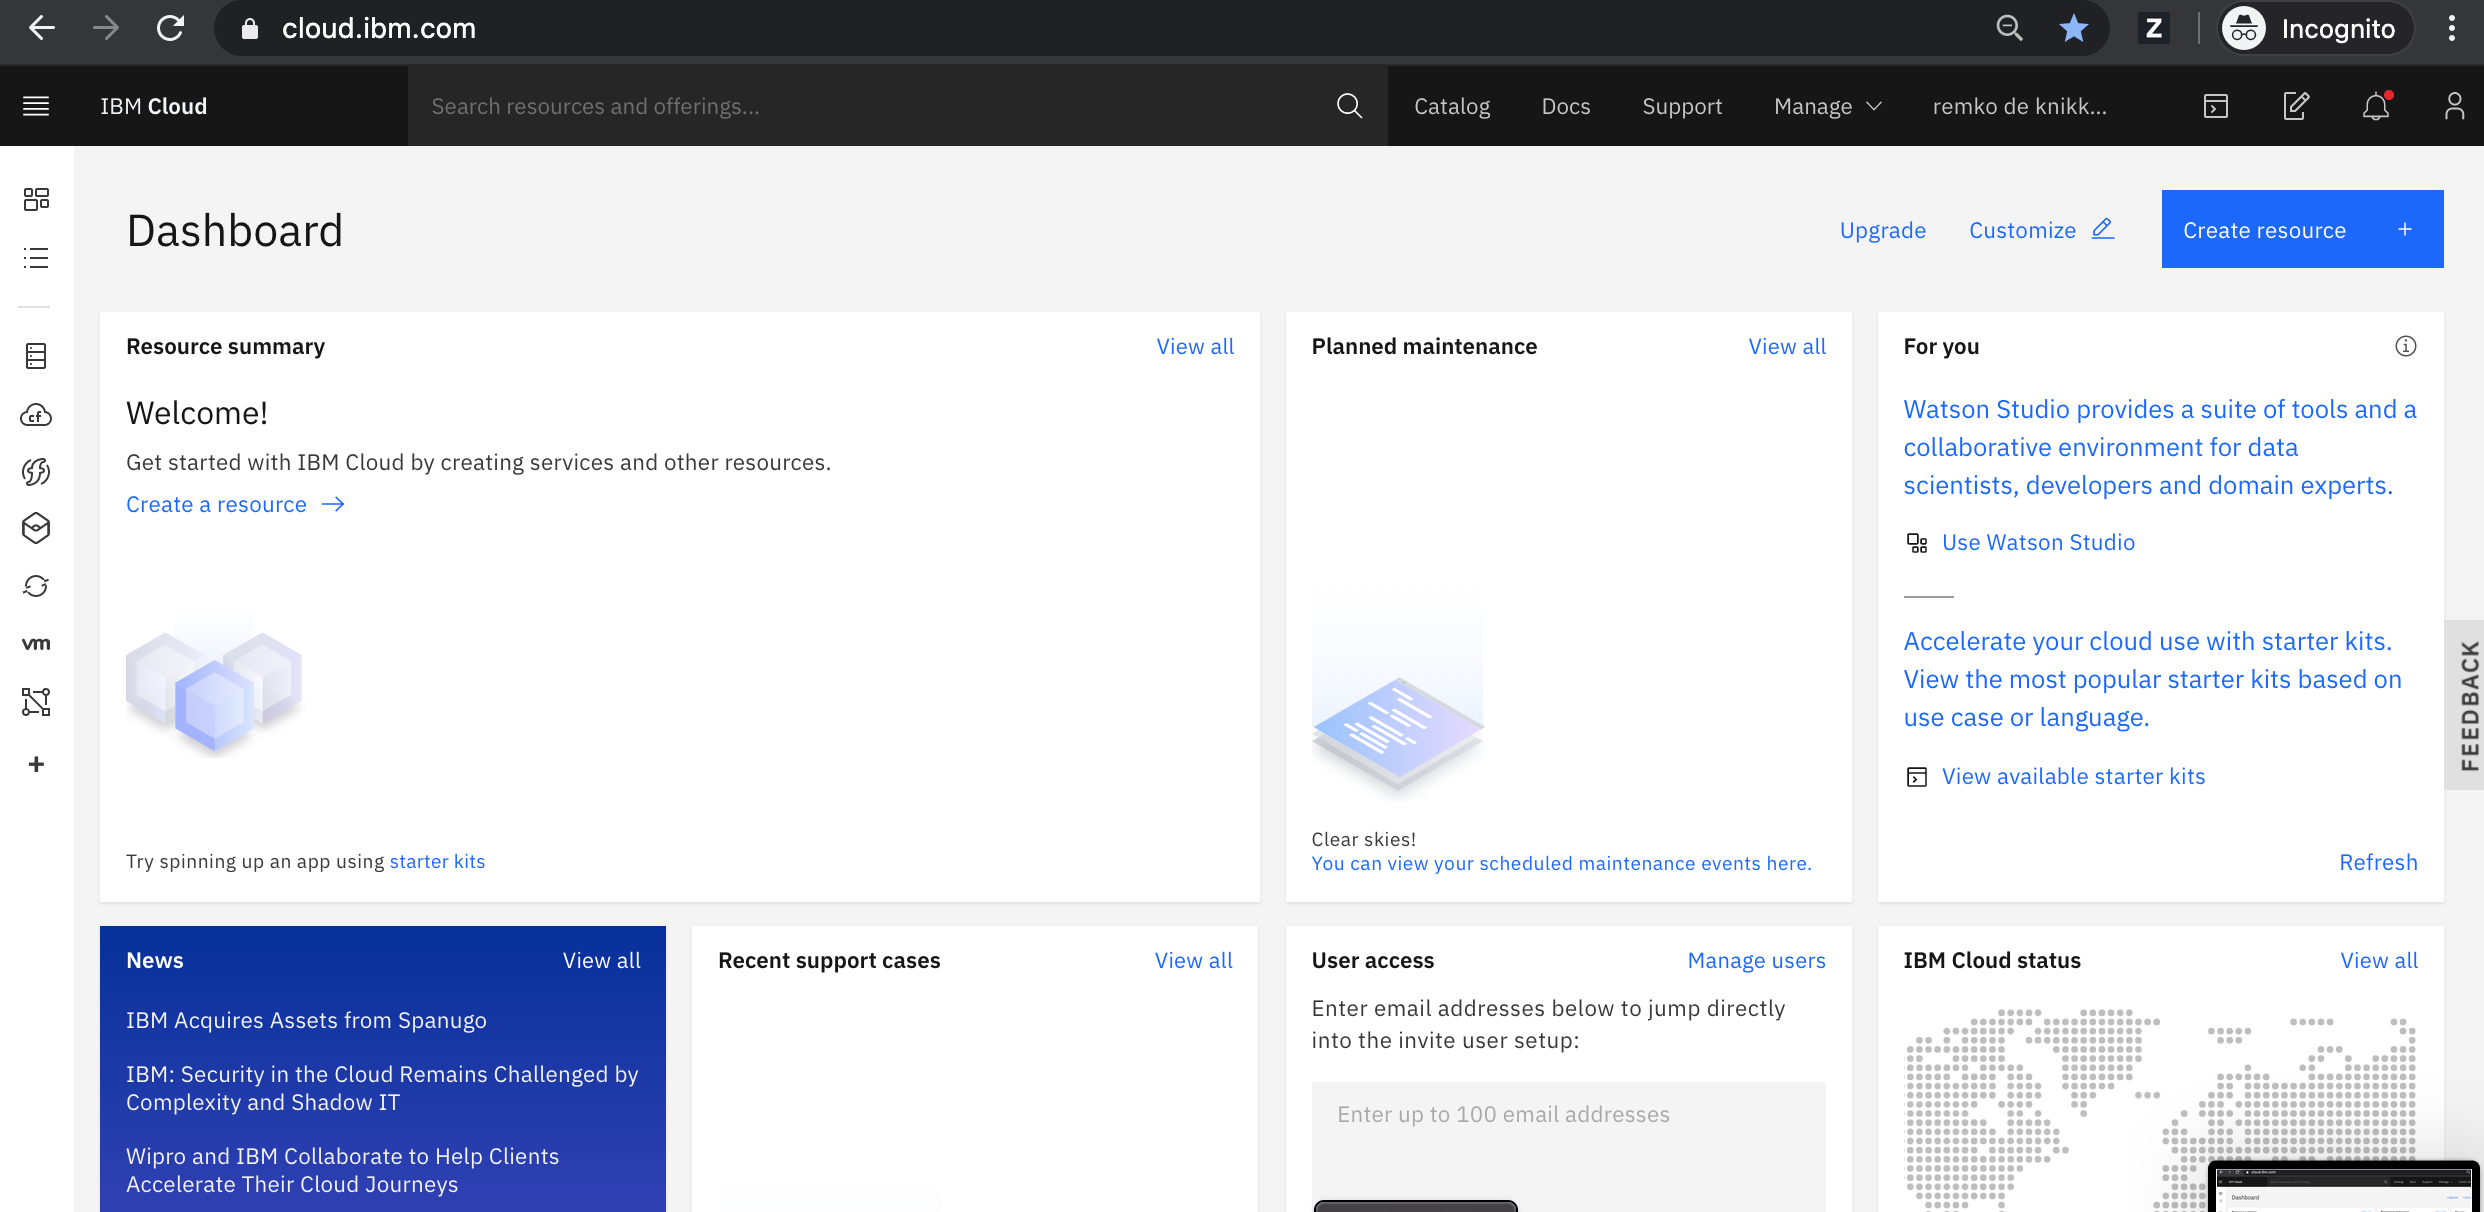 cloud.ibm.com
Z
Incognito
IBM Cloud
Search resources and offerings...
Catalog
Docs
Support
Manage
remko de knikk...
Dashboard
Upgrade
Customize
Create resource +
Resource summary
View all
Welcome!
Get started with IBM Cloud by creating services and other resources.
Create a resource
Try spinning up an app using starter kits
Planned maintenance
View all
Clear skies!
You can view your scheduled maintenance events here.
For you
Watson Studio provides a suite of tools and a
collaborative environment for data
scientists, developers and domain experts.
Use Watson Studio
Accelerate your cloud use with starter kits.
View the most popular starter kits based on
use case or language.
View available starter kits
Refresh
FEEDBACK
cf
vm
+
News
View all
IBM Acquires Assets from Spanugo
IBM: Security in the Cloud Remains Challenged by
Complexity and Shadow IT
Wipro and IBM Collaborate to Help Clients
Accelerate Their Cloud Journeys
Recent support cases
View all
User access
Manage users
Enter email addresses below to jump directly
into the invite user setup:
Enter up to 100 email addresses
IBM Cloud status
View all
Dashboard